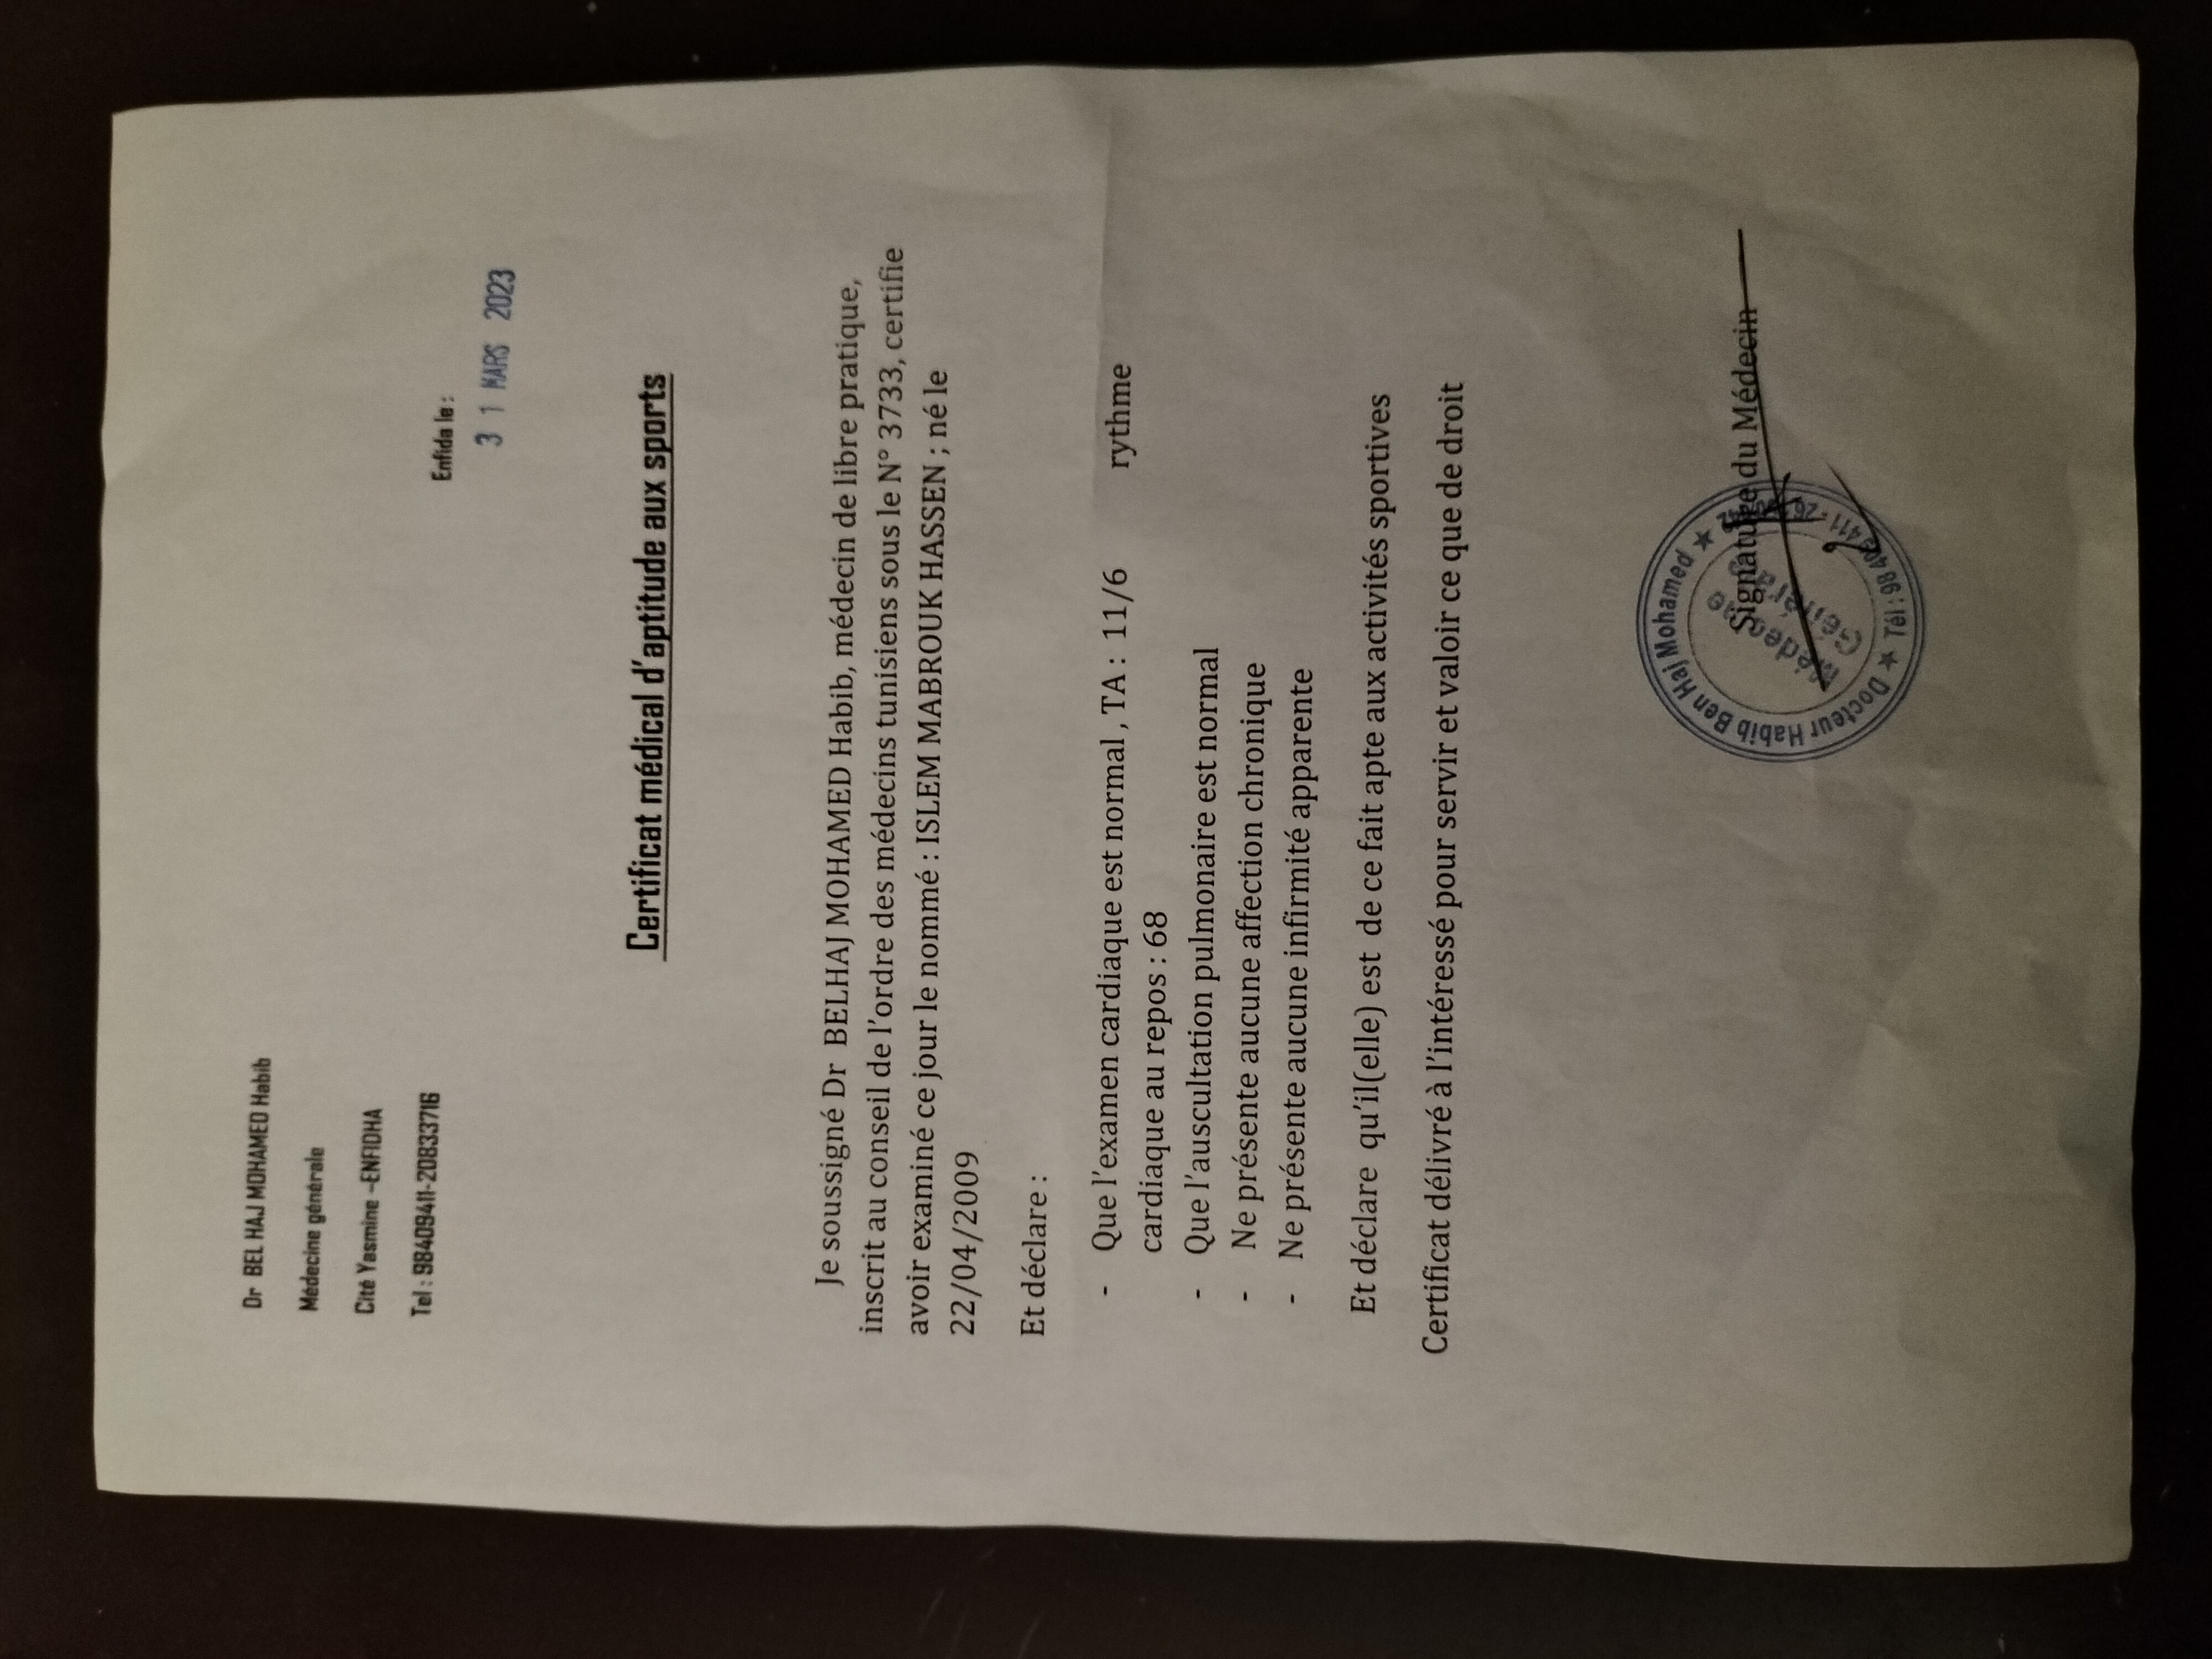 Dr BEL HAJ MOHAMED Habib
Médecine générale
Cité Yasmine –ENFIDHA
Tel : 98409411-20833716
Enfida le :
31 MARS 2023
Certificat médical d'aptitude aux sports
Je soussigné Dr BELHAJ MOHAMED Habib, médecin de libre pratique,
inscrit au conseil de l'ordre des médecins tunisiens sous le N° 3733, certifie
avoir examiné ce jour le nommé : ISLEM MABROUK HASSEN ; né le
22/04/2009
Et déclare :
- Que l'examen cardiaque est normal , TA : 11/6 rythme
cardiaque au repos : 68
- Que l'auscultation pulmonaire est normal
- Ne présente aucune affection chronique
- Ne présente aucune infirmité apparente
Et déclare qu'il(elle) est de ce fait apte aux activités sportives
Certificat délivré à l'intéressé pour servir et valoir ce que de droit
Signature du Médecin
★ Docteur Habib Ben Haj Mohamed ★
Tél : 98 409 411 - 26
Médecine